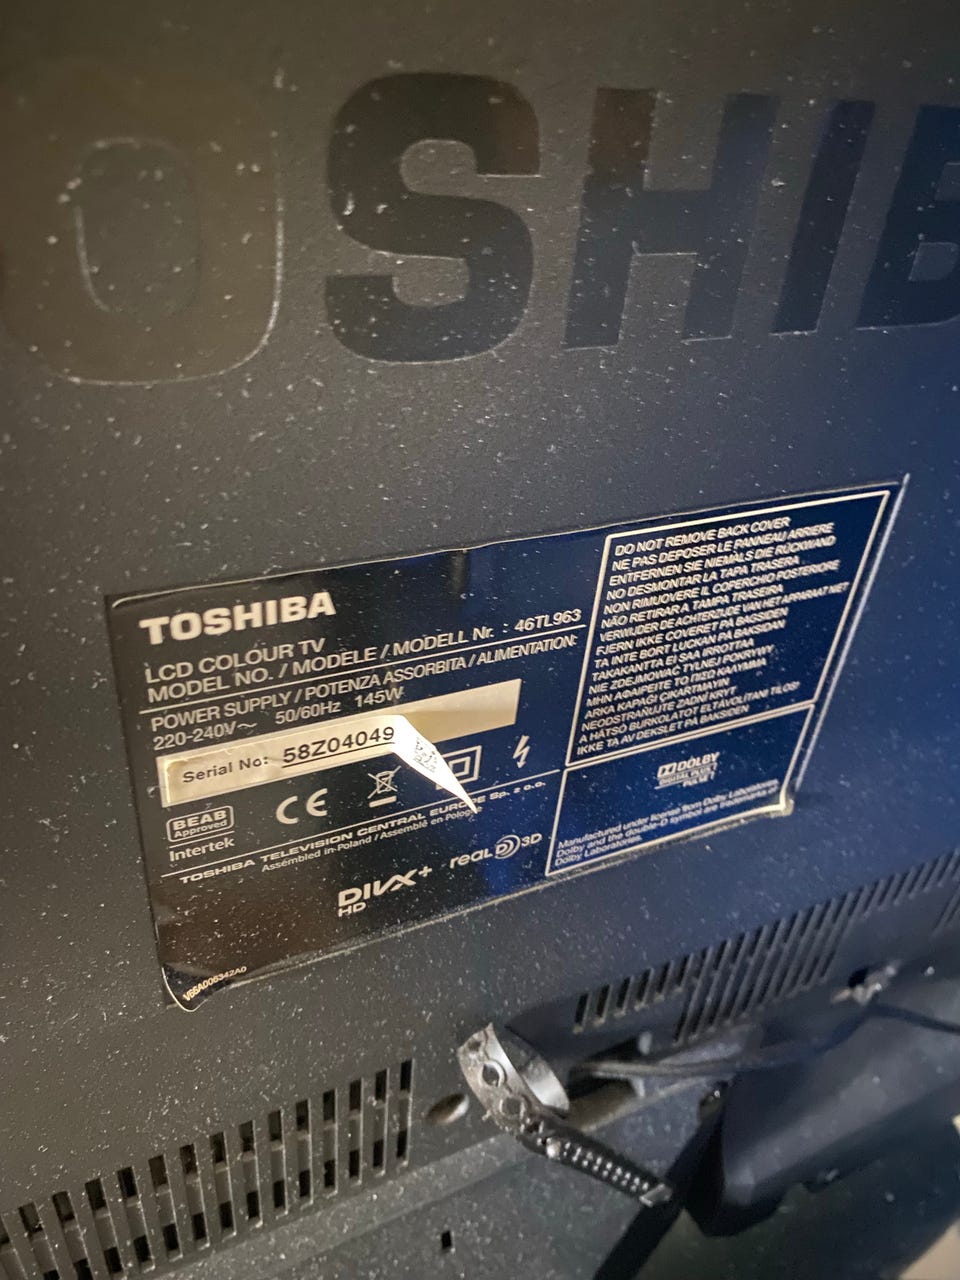 OSHIB
TOSHIBA
LCD COLOUR TV
MODEL NO. / MODÈLE / MODELL Nr. : 46TL963
POWER SUPPLY / POTENZA ASSORBITA / ALIMENTATION:
220-240V~ 50/60Hz 145W
Serial No: 58Z04049
BEAB
Approved
Intertek
CE
TOSHIBA TELEVISION CENTRAL EUROPE Sp. z o.o.
Assembled in Poland / Assemblé en Pologne
DIVX+
HD
REAL D 3D
V65A006342A0
DO NOT REMOVE BACK COVER
NE PAS DEPOSER LE PANNEAU ARRIERE
ENTFERNEN SIE NIEMALS DIE RÜCKWAND
NO DESMONTAR LA TAPA TRASERA
NON RIMUOVERE IL COPERCHIO POSTERIORE
NÃO RETIRAR A TAMPA TRASEIRA
VERWIJDER DE ACHTERZIJDE VAN HET APPARAAT NIET
FJERN IKKE COVERET PÅ BAGSIDEN
TA INTE BORT LUCKAN PÅ BAKSIDAN
TAKAKANTTA EI SAA IRROTTAA
NIE ZDEJMOWAĆ TYLNEJ POKRYWY
ΜΗΝ ΑΦΑΙΡΕΙΤΕ ΤΟ ΠΙΣΩ ΚΑΛΥΜΜΑ
ARKA KAPAĞI ÇIKARTMAYIN
NEODSTRAŇUJTE ZADNÍ KRYT
A HÁTSÓ BURKOLATOT ELTÁVOLÍTANI TILOS!
IKKE TA AV DEKSLET PÅ BAKSIDEN
DOLBY
DIGITAL PLUS
PULSE
Manufactured under license from Dolby Laboratories.
Dolby and the double-D symbol are trademarks of
Dolby Laboratories.